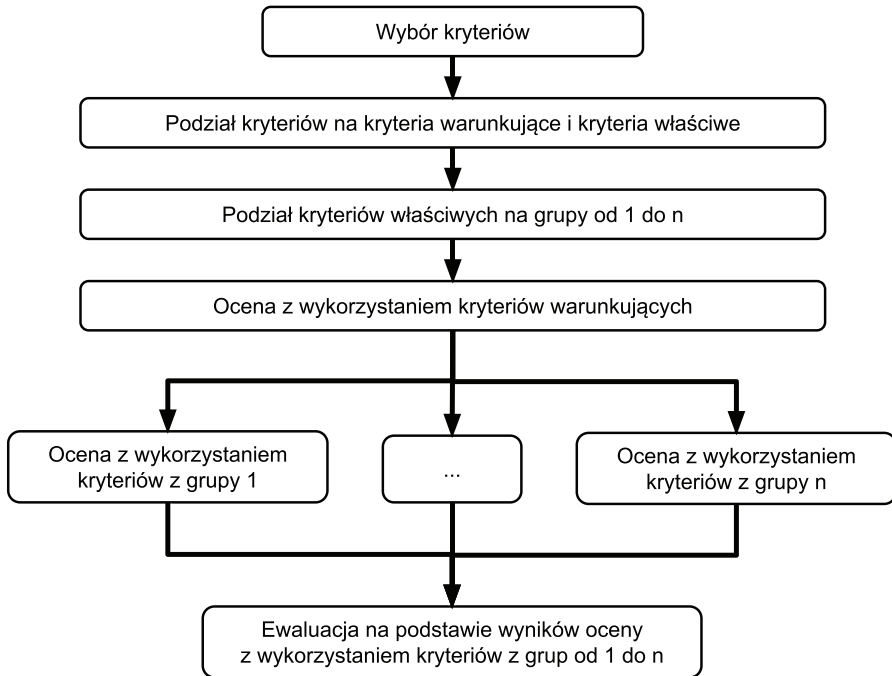 Wybór kryteriów
Podział kryteriów na kryteria warunkujące i kryteria właściwe
Podział kryteriów właściwych na grupy od 1 do n
Ocena z wykorzystaniem kryteriów warunkujących
Ocena z wykorzystaniem
kryteriów z grupy 1
...
Ocena z wykorzystaniem
kryteriów z grupy n
Ewaluacja na podstawie wyników oceny
z wykorzystaniem kryteriów z grup od 1 do n